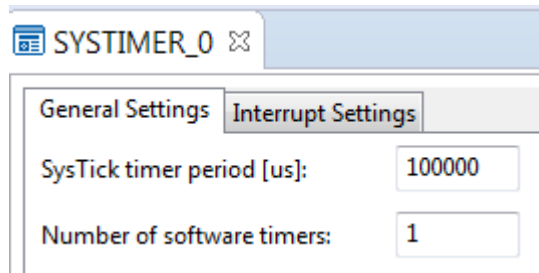 SYSTIMER_0
General Settings Interrupt Settings
SysTick timer period [us]: 100000
Number of software timers: 1